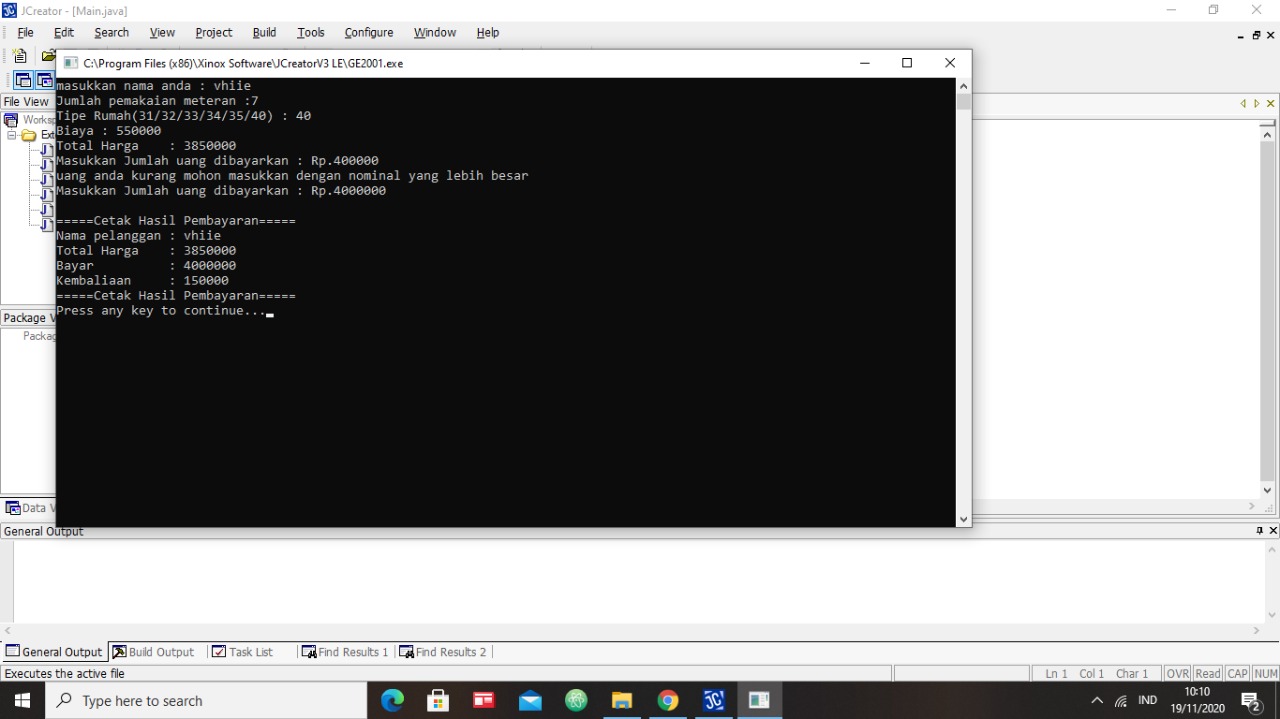 JCreator - [Main.java]
File Edit Search View Project Build Tools Configure Window Help
C:\Program Files (x86)\Xinox Software\JCreatorV3 LE\GE2001.exe
File View
masukkan nama anda : vhiie
Jumlah pemakaian meteran :7
Tipe Rumah(31/32/33/34/35/40) : 40
Biaya : 550000
Total Harga : 3850000
Masukkan Jumlah uang dibayarkan : Rp.400000
uang anda kurang mohon masukkan dengan nominal yang lebih besar
Masukkan Jumlah uang dibayarkan : Rp.4000000
=====Cetak Hasil Pembayaran=====
Nama pelanggan : vhiie
Total Harga : 3850000
Bayar : 4000000
Kembaliaan : 150000
=====Cetak Hasil Pembayaran=====
Press any key to continue...
Package V
Data V
General Output
General Output Build Output Task List Find Results 1 Find Results 2
Executes the active file Ln 1 Col 1 Char 1 OVR Read CAP NUM
Type here to search IND 10:10
19/11/2020 2